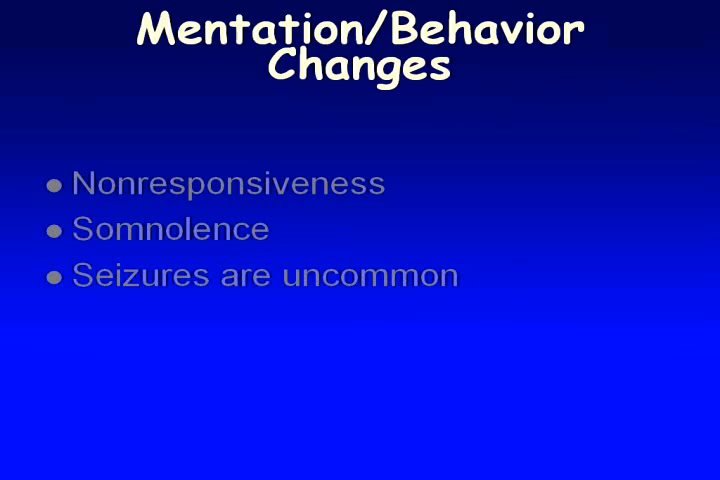 Mentation/Behavior
Changes
● Nonresponsiveness
● Somnolence
● Seizures are uncommon